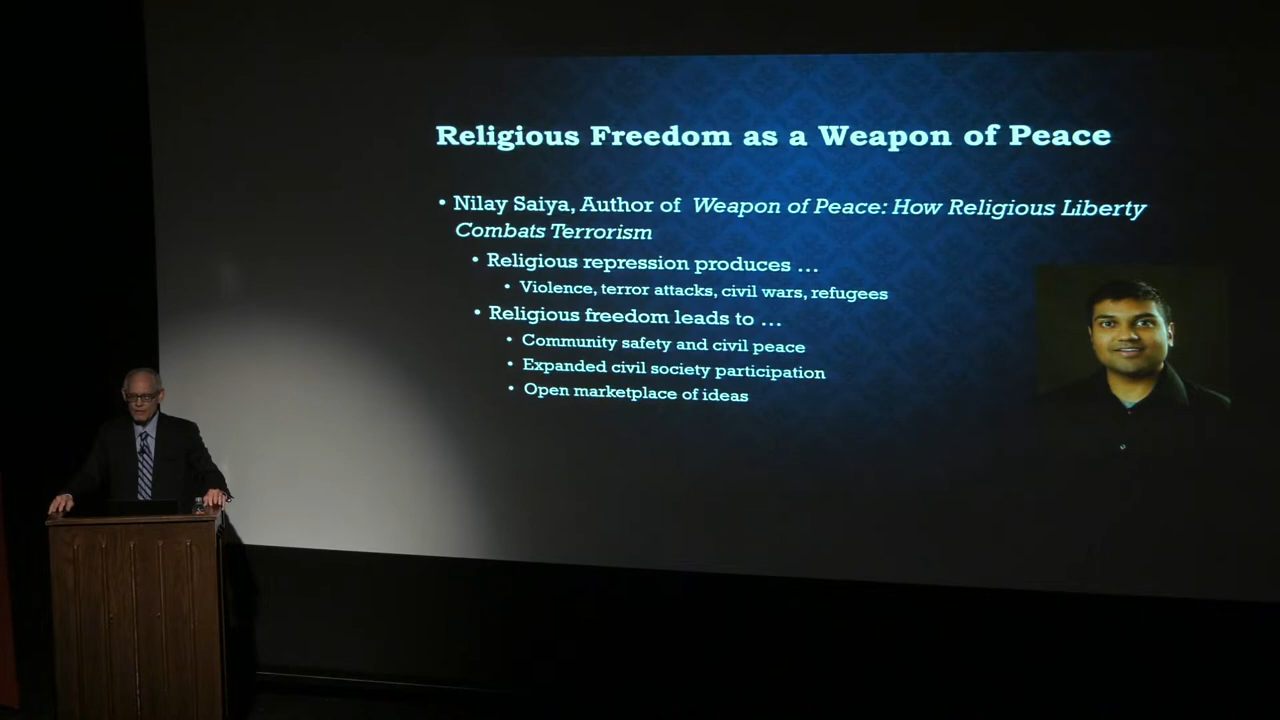 Religious Freedom as a Weapon of Peace
• Nilay Saiya, Author of Weapon of Peace: How Religious Liberty
Combats Terrorism
• Religious repression produces …
• Violence, terror attacks, civil wars, refugees
• Religious freedom leads to …
• Community safety and civil peace
• Expanded civil society participation
• Open marketplace of ideas